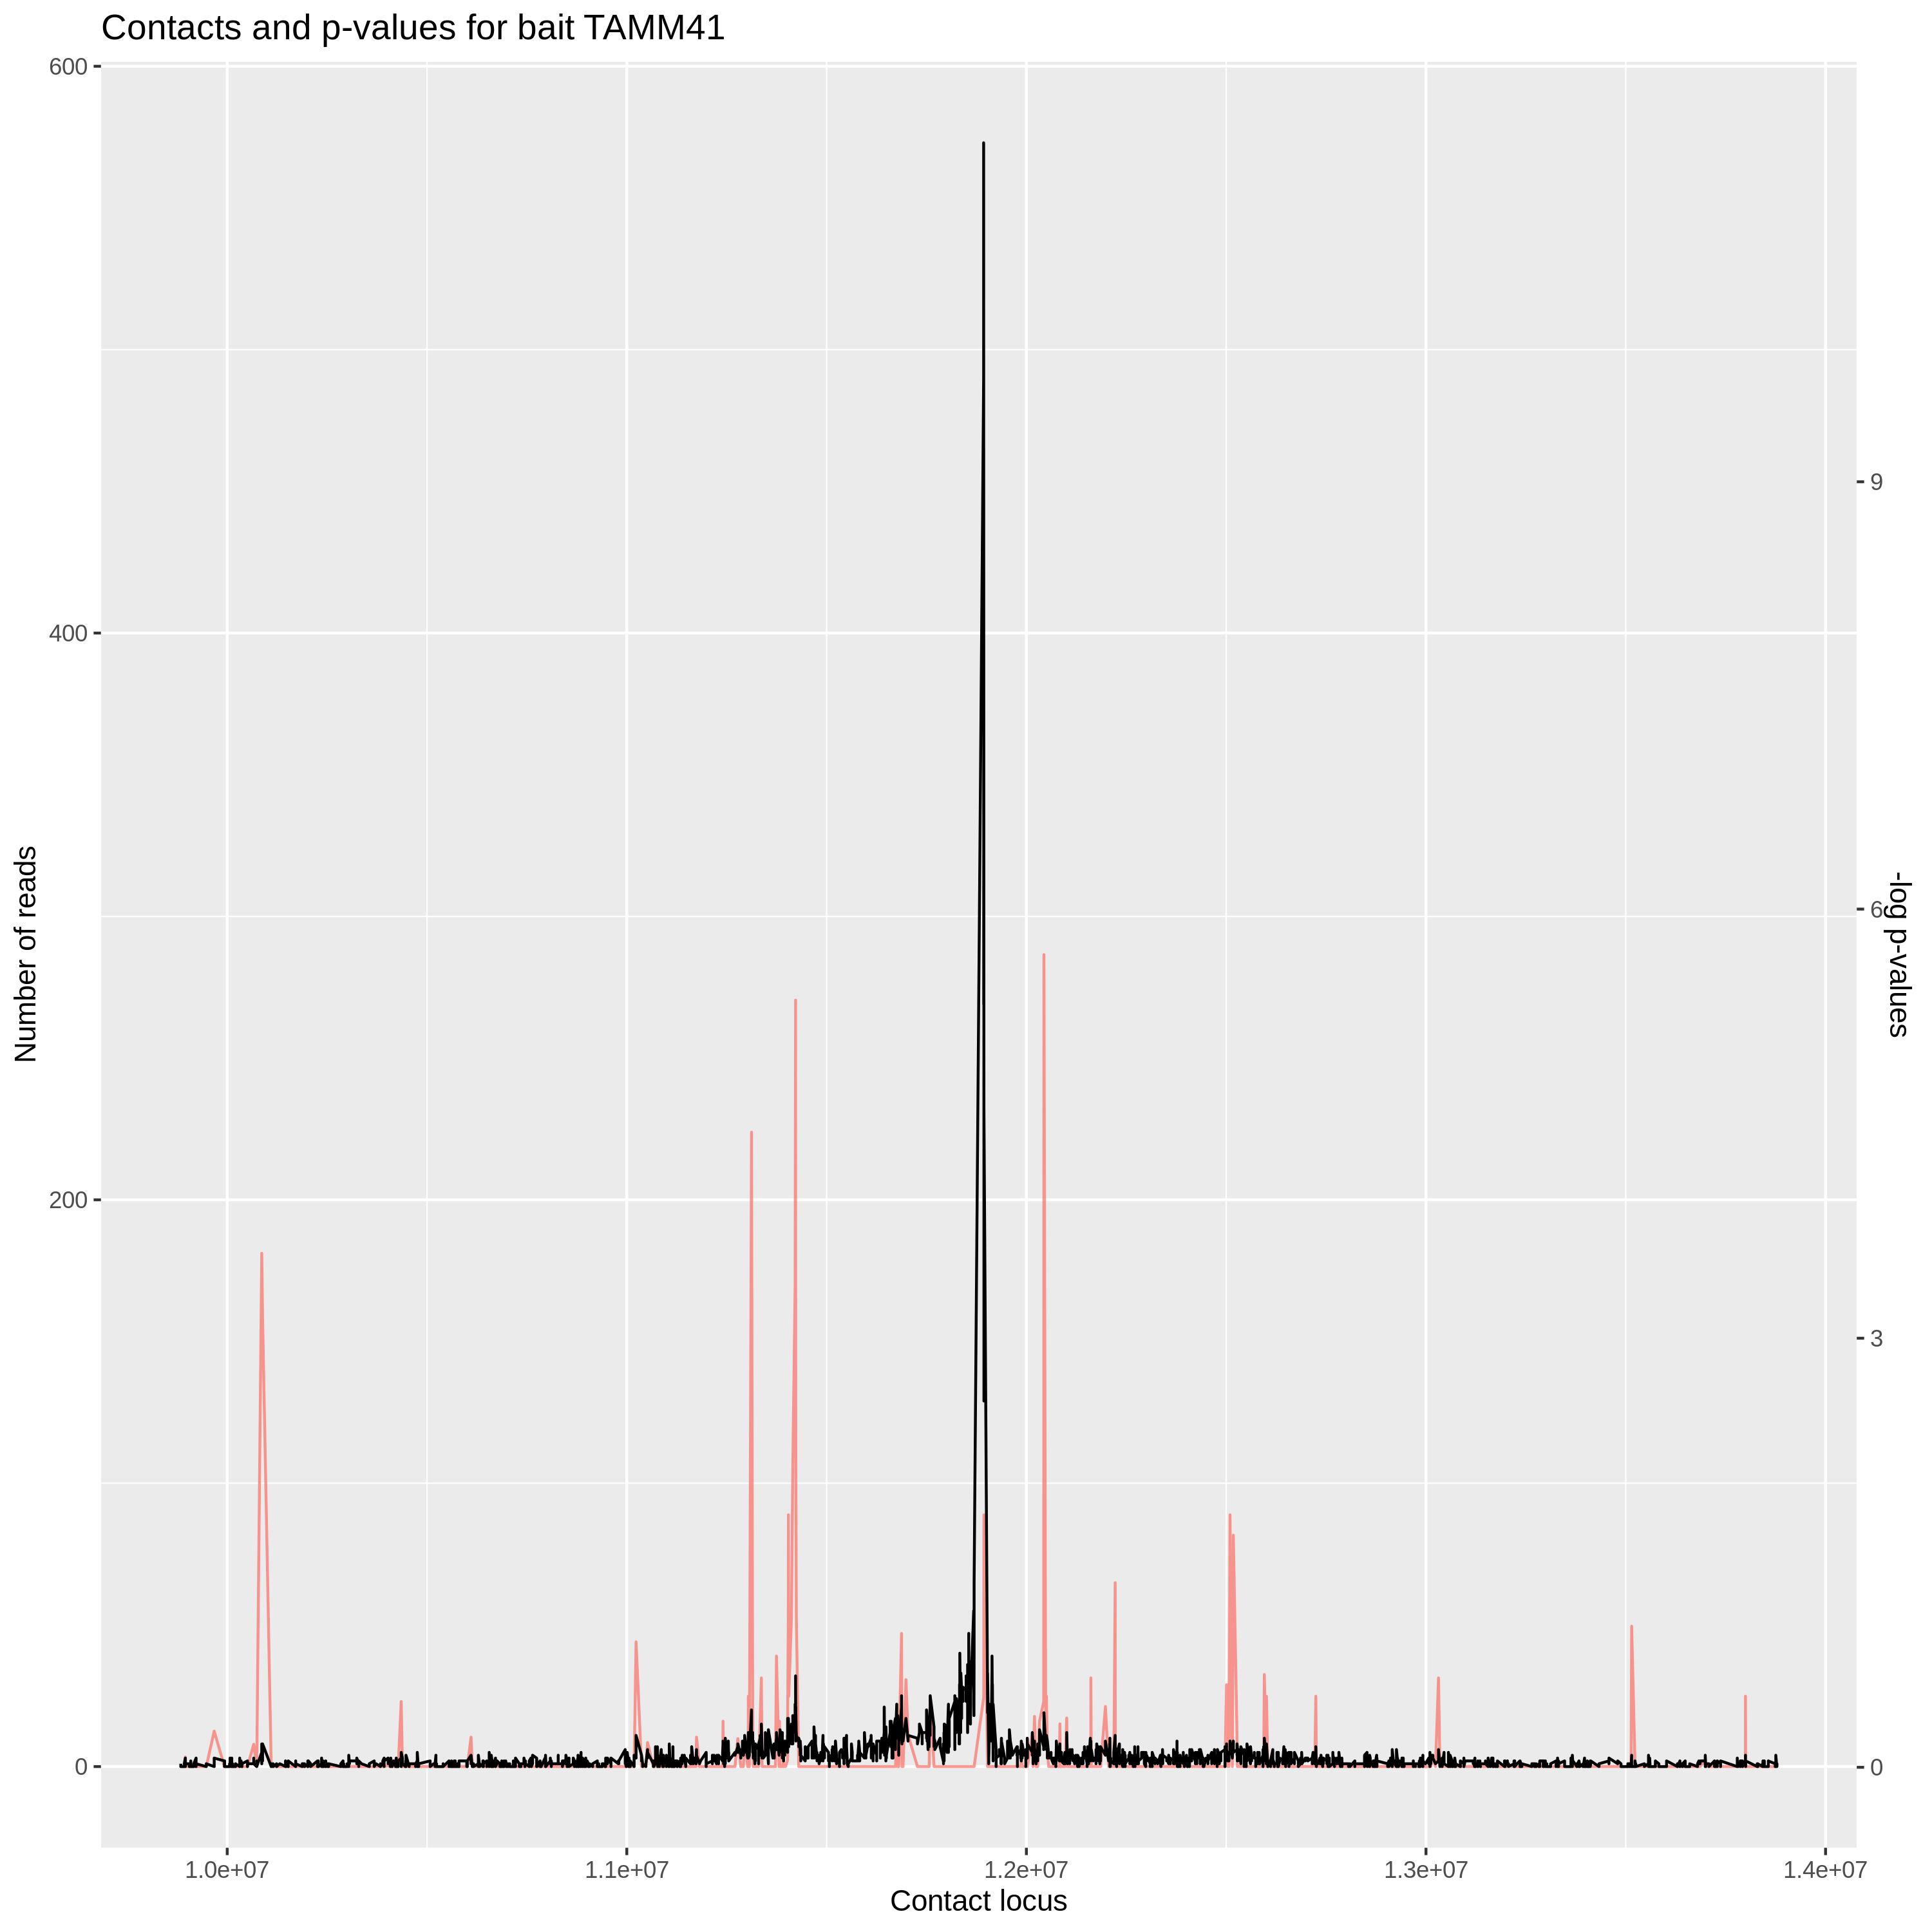 Contacts and p-values for bait TAMM41
600
400
200
0
Number of reads
9
6
3
0
-log p-values
1.0e+07
1.1e+07
1.2e+07
1.3e+07
1.4e+07
Contact locus